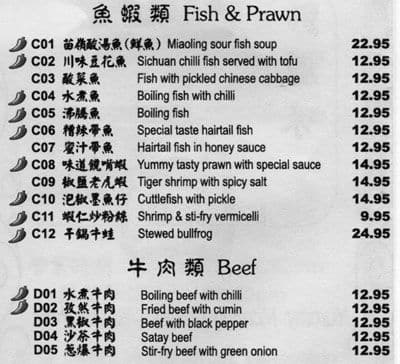 魚蝦類 Fish & Prawn
C01 苗嶺酸湯魚(鮮魚) Miaoling sour fish soup 22.95
C02 川味豆花魚 Sichuan chilli fish served with tofu 12.95
C03 酸菜魚 Fish with pickled chinese cabbage 12.95
C04 水煮魚 Boiling fish with chilli 12.95
C05 沸騰魚 Boiling fish 12.95
C06 糟辣帶魚 Special taste hairtail fish 12.95
C07 蜜汁帶魚 Hairtail fish in honey sauce 12.95
C08 味道饞嘴蝦 Yummy tasty prawn with special sauce 14.95
C09 椒鹽老虎蝦 Tiger shrimp with spicy salt 14.95
C10 泡椒墨魚仔 Cuttlefish with pickle 14.95
C11 蝦仁炒粉絲 Shrimp & sti-fry vermicelli 9.95
C12 干鍋牛蛙 Stewed bullfrog 24.95
牛肉類 Beef
D01 水煮牛肉 Boiling beef with chilli 12.95
D02 孜然牛肉 Fried beef with cumin 12.95
D03 黑椒牛肉 Beef with black pepper 12.95
D04 沙茶牛肉 Satay beef 12.95
D05 蔥爆牛肉 Stir-fry beef with green onion 12.95